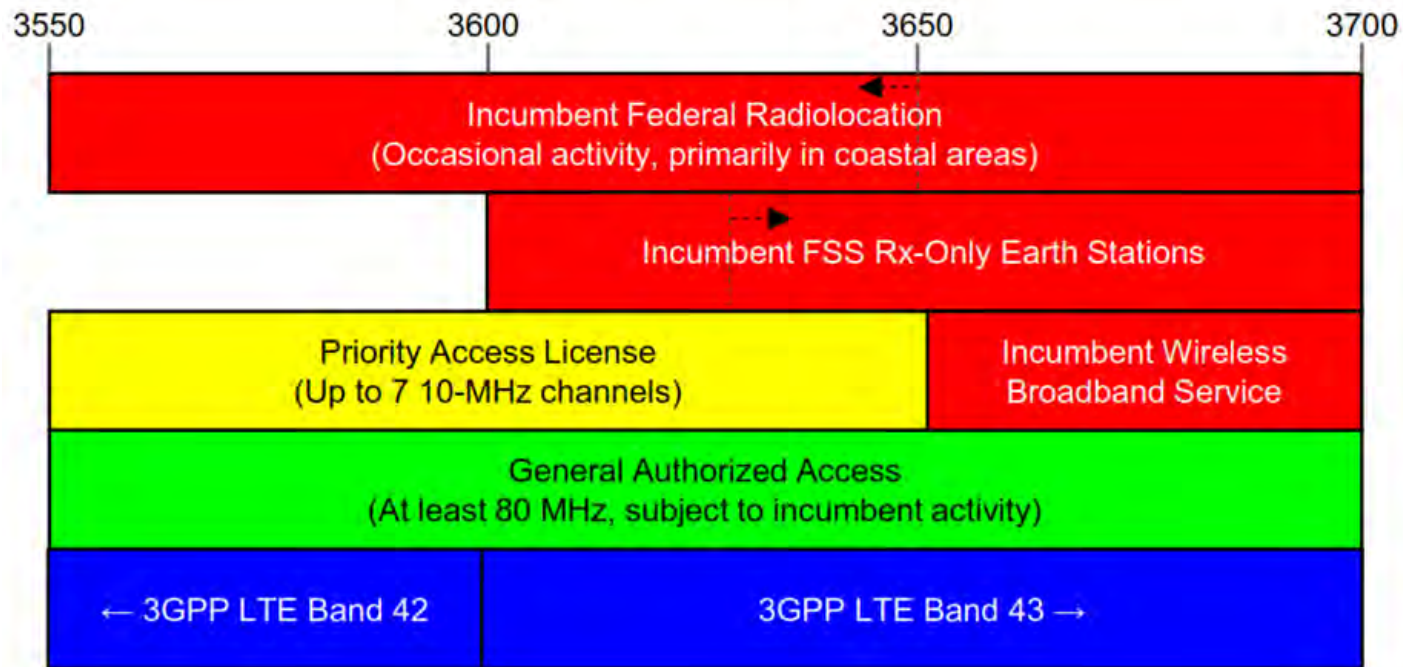 3550 3600 3650 3700
Incumbent Federal Radiolocation
(Occasional activity, primarily in coastal areas)
Incumbent FSS Rx-Only Earth Stations
Priority Access License
(Up to 7 10-MHz channels)
Incumbent Wireless
Broadband Service
General Authorized Access
(At least 80 MHz, subject to incumbent activity)
← 3GPP LTE Band 42
3GPP LTE Band 43 →